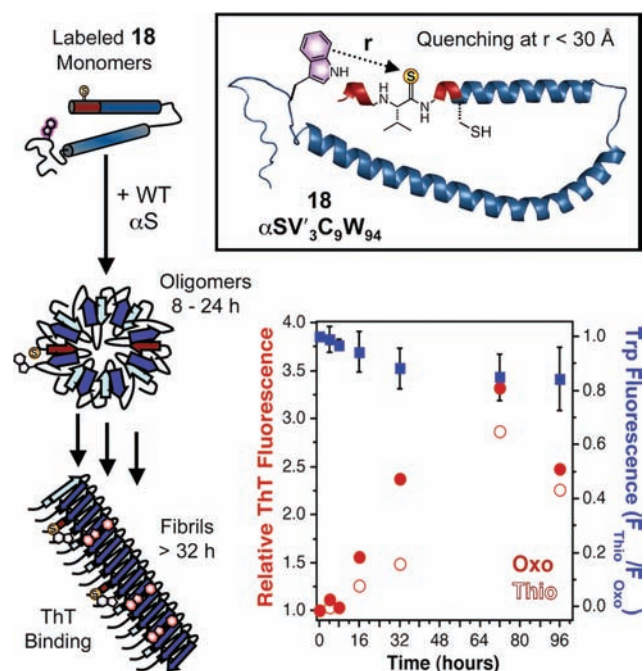 Labeled 18
Monomers
S
+ WT
αS
Oligomers
8 - 24 h
S
Fibrils
> 32 h
S
S
ThT
Binding
r
Quenching at r < 30 Å
S
NH
N
H
H
N
O
SH
18
αSV'₃C₉W₉₄
Relative ThT Fluorescence
4.0
3.5
3.0
2.5
2.0
1.5
1.0
Trp Fluorescence (F_Thio/F_Oxo)
1.0
0.8
0.6
0.4
0.2
0.0
Oxo
Thio
0 16 32 48 64 80 96
Time (hours)